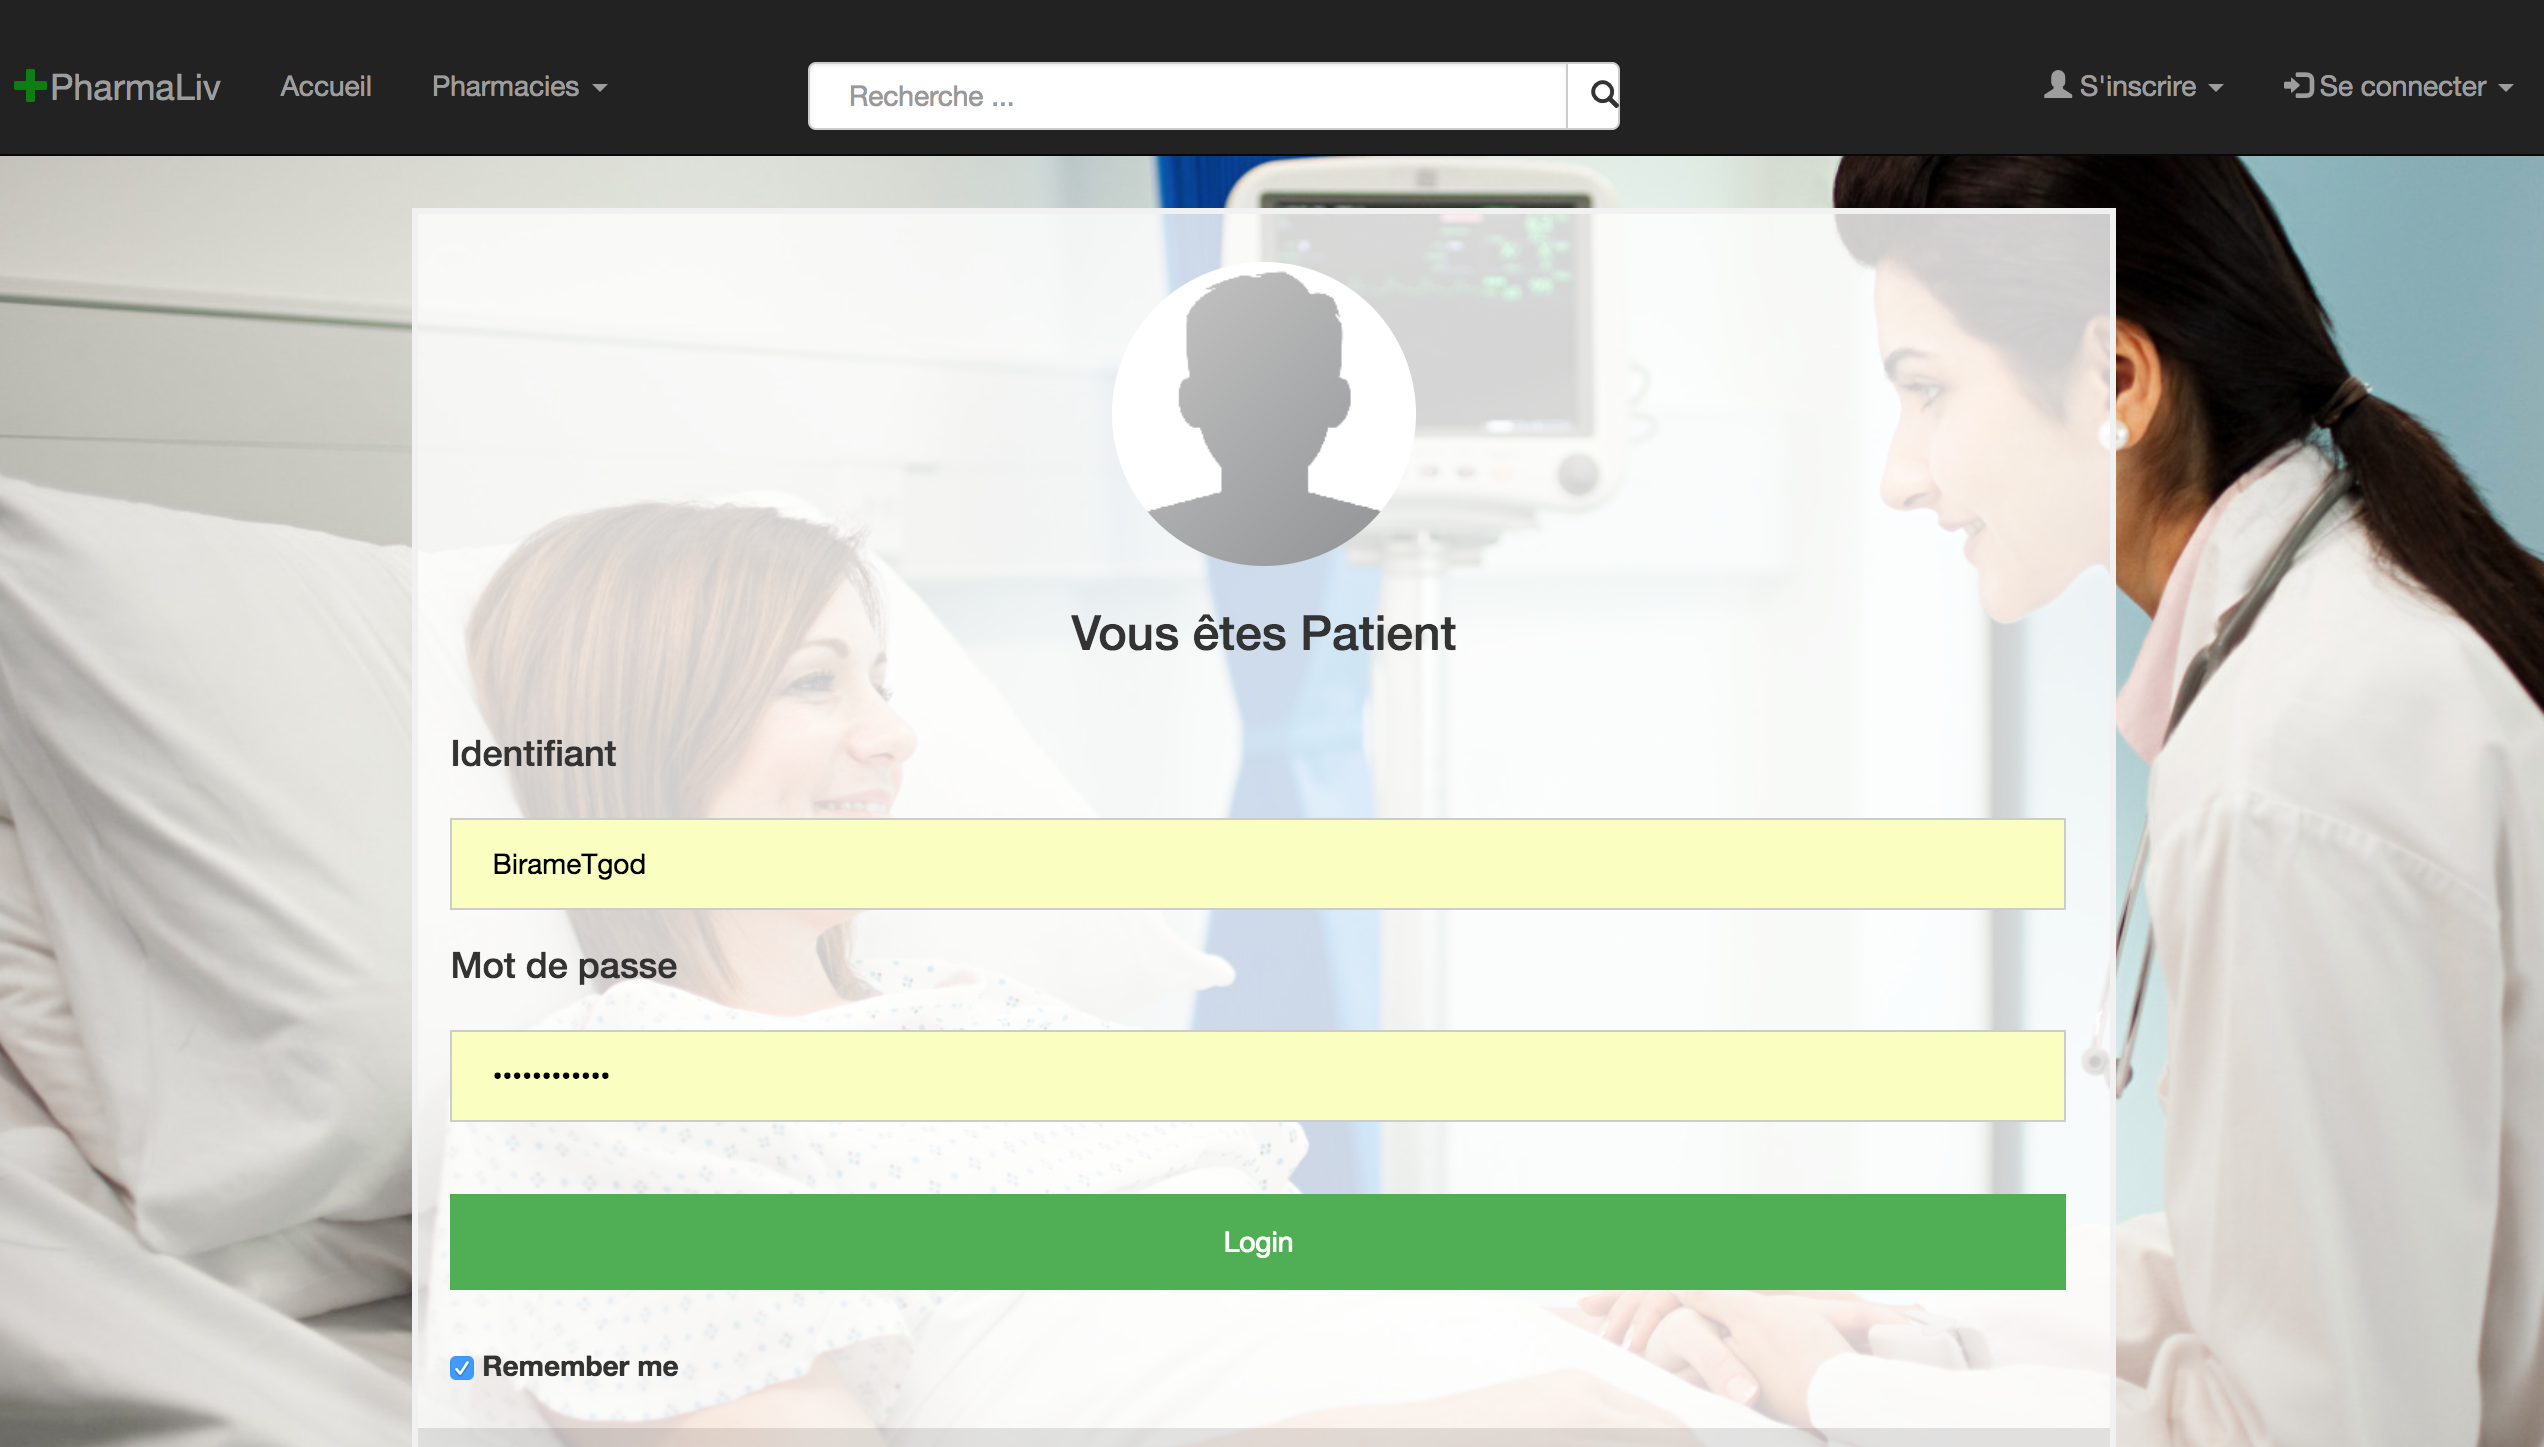 PharmaLiv
Accueil
Pharmacies
Recherche ...
S'inscrire
Se connecter
Vous êtes Patient
Identifiant
BirameTgod
Mot de passe
••••••••••••
Login
Remember me